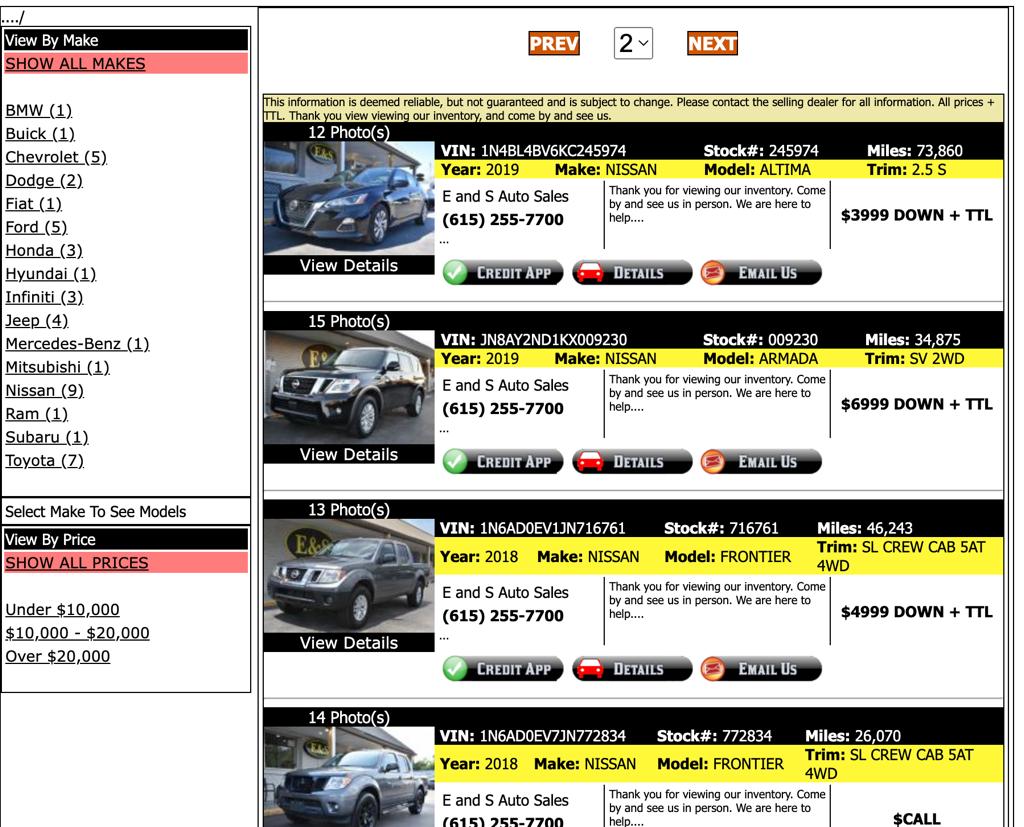 ..../
View By Make
SHOW ALL MAKES
BMW (1)
Buick (1)
Chevrolet (5)
Dodge (2)
Fiat (1)
Ford (5)
Honda (3)
Hyundai (1)
Infiniti (3)
Jeep (4)
Mercedes-Benz (1)
Mitsubishi (1)
Nissan (9)
Ram (1)
Subaru (1)
Toyota (7)
Select Make To See Models
View By Price
SHOW ALL PRICES
Under $10,000
$10,000 - $20,000
Over $20,000
PREV 2 NEXT
This information is deemed reliable, but not guaranteed and is subject to change. Please contact the selling dealer for all information. All prices +
TTL. Thank you view viewing our inventory, and come by and see us.
12 Photo(s)
E&S
View Details
VIN: 1N4BL4BV6KC245974 Stock#: 245974 Miles: 73,860
Year: 2019 Make: NISSAN Model: ALTIMA Trim: 2.5 S
E and S Auto Sales
(615) 255-7700
...
Thank you for viewing our inventory. Come
by and see us in person. We are here to
help....
$3999 DOWN + TTL
CREDIT APP DETAILS EMAIL US
15 Photo(s)
View Details
VIN: JN8AY2ND1KX009230 Stock#: 009230 Miles: 34,875
Year: 2019 Make: NISSAN Model: ARMADA Trim: SV 2WD
E and S Auto Sales
(615) 255-7700
...
Thank you for viewing our inventory. Come
by and see us in person. We are here to
help....
$6999 DOWN + TTL
CREDIT APP DETAILS EMAIL US
13 Photo(s)
E&S
View Details
VIN: 1N6AD0EV1JN716761 Stock#: 716761 Miles: 46,243
Year: 2018 Make: NISSAN Model: FRONTIER Trim: SL CREW CAB 5AT
4WD
E and S Auto Sales
(615) 255-7700
...
Thank you for viewing our inventory. Come
by and see us in person. We are here to
help....
$4999 DOWN + TTL
CREDIT APP DETAILS EMAIL US
14 Photo(s)
E&S
VIN: 1N6AD0EV7JN772834 Stock#: 772834 Miles: 26,070
Year: 2018 Make: NISSAN Model: FRONTIER Trim: SL CREW CAB 5AT
4WD
E and S Auto Sales
(615) 255-7700
Thank you for viewing our inventory. Come
by and see us in person. We are here to
help....
$CALL